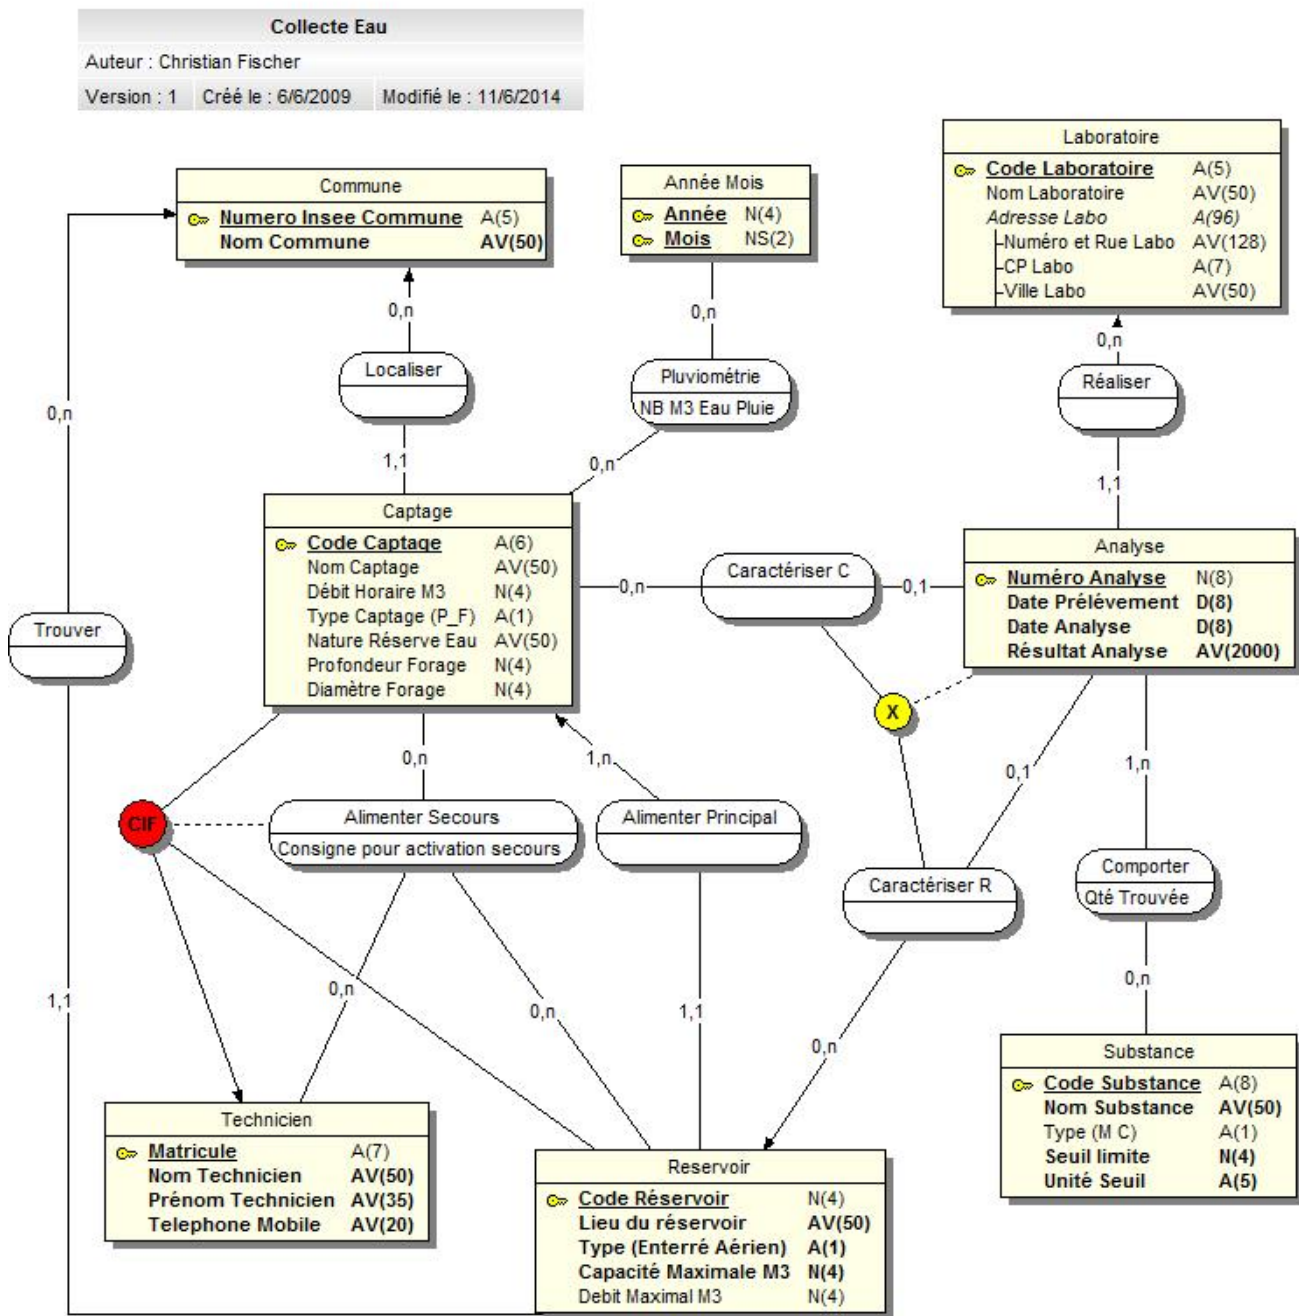 Collecte Eau
Auteur : Christian Fischer
Version : 1 Créé le : 6/6/2009 Modifié le : 11/6/2014
Commune
Numero Insee Commune A(5)
Nom Commune AV(50)
Année Mois
Année N(4)
Mois NS(2)
Laboratoire
Code Laboratoire A(5)
Nom Laboratoire AV(50)
Adresse Labo A(96)
Numéro et Rue Labo AV(128)
CP Labo A(7)
Ville Labo AV(50)
0,n
0,n
0,n
Localiser
Pluviométrie
NB M3 Eau Pluie
Réaliser
0,n
1,1
0,n
1,1
Captage
Code Captage A(6)
Nom Captage AV(50)
Débit Horaire M3 N(4)
Type Captage (P_F) A(1)
Nature Réserve Eau AV(50)
Profondeur Forage N(4)
Diamètre Forage N(4)
0,n
Caractériser C
0,1
Analyse
Numéro Analyse N(8)
Date Prélévement D(8)
Date Analyse D(8)
Résultat Analyse AV(2000)
Trouver
X
0,n
1,n
0,1
1,n
CIF
Alimenter Secours
Consigne pour activation secours
Alimenter Principal
Caractériser R
Comporter
Qté Trouvée
1,1
0,n
0,n
1,1
0,n
0,n
Technicien
Matricule A(7)
Nom Technicien AV(50)
Prénom Technicien AV(35)
Telephone Mobile AV(20)
Reservoir
Code Réservoir N(4)
Lieu du réservoir AV(50)
Type (Enterré Aérien) A(1)
Capacité Maximale M3 N(4)
Debit Maximal M3 N(4)
Substance
Code Substance A(8)
Nom Substance AV(50)
Type (M C) A(1)
Seuil limite N(4)
Unité Seuil A(5)